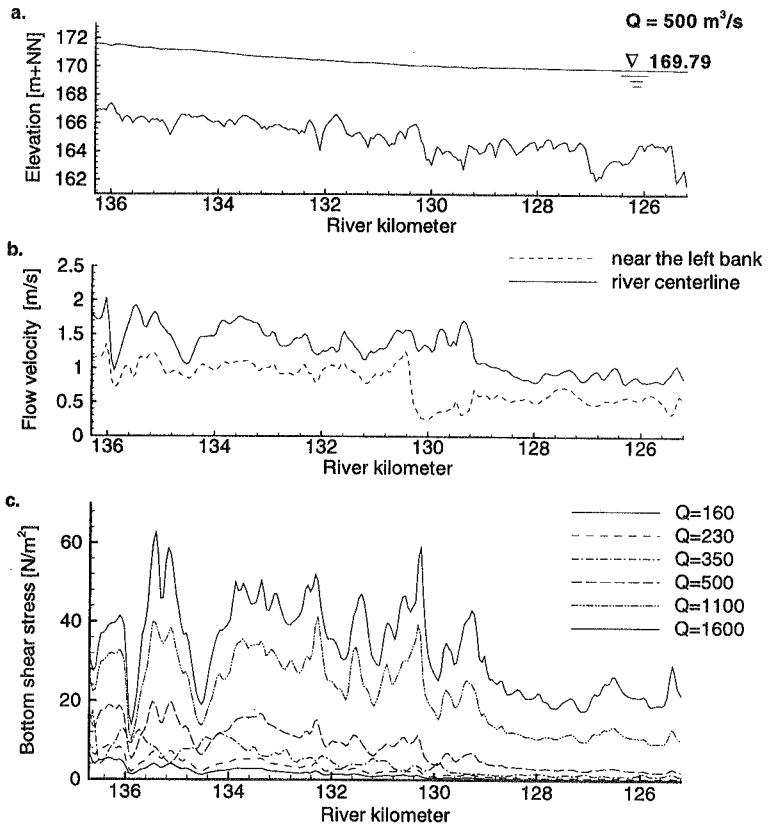 a.
Q = 500 m³/s
∇ 169.79
Elevation [m+NN]
172
170
168
166
164
162
136 134 132 130 128 126
River kilometer
b.
near the left bank
river centerline
Flow velocity [m/s]
2.5
2
1.5
1
0.5
0
136 134 132 130 128 126
River kilometer
c.
Q=160
Q=230
Q=350
Q=500
Q=1100
Q=1600
Bottom shear stress [N/m²]
60
40
20
0
136 134 132 130 128 126
River kilometer